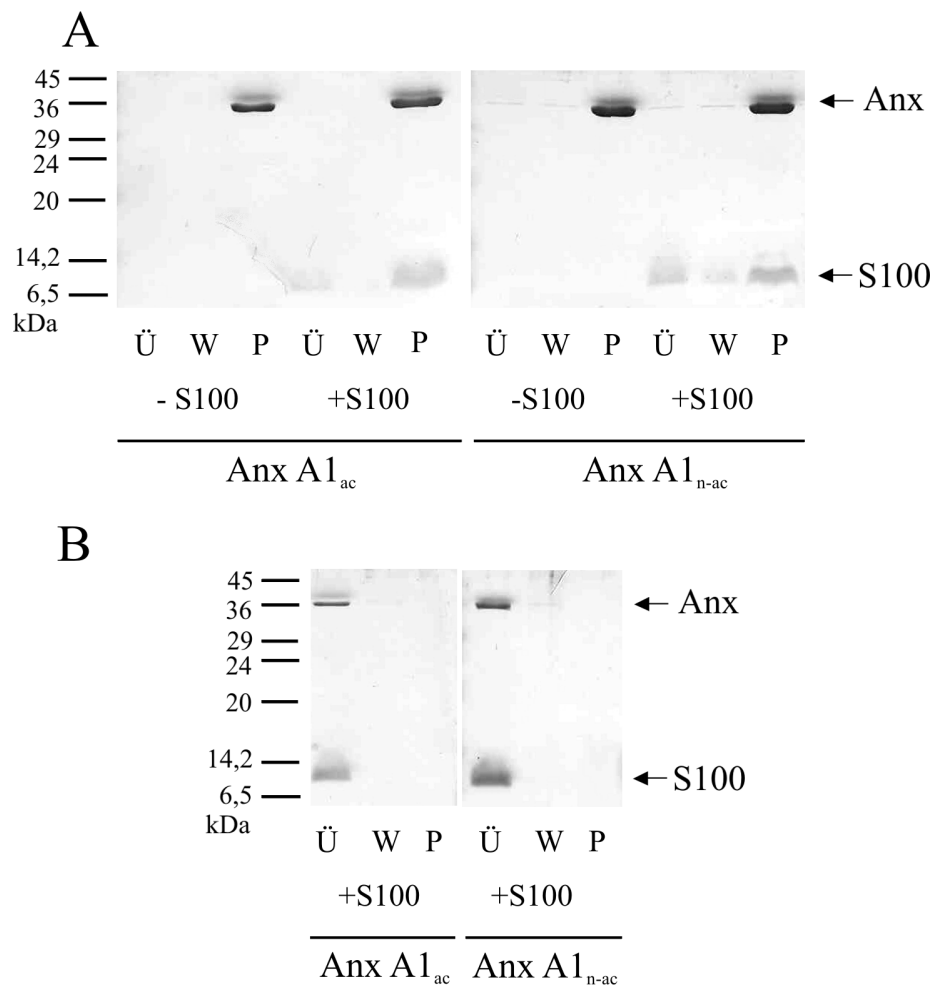 A
45
36
29
24
20
14,2
6,5
kDa
Anx
S100
Ü W P Ü W P Ü W P Ü W P
- S100 +S100 -S100 +S100
Anx A1ac Anx A1n-ac
B
45
36
29
24
20
14,2
6,5
kDa
Anx
S100
Ü W P Ü W P
+S100 +S100
Anx A1ac Anx A1n-ac